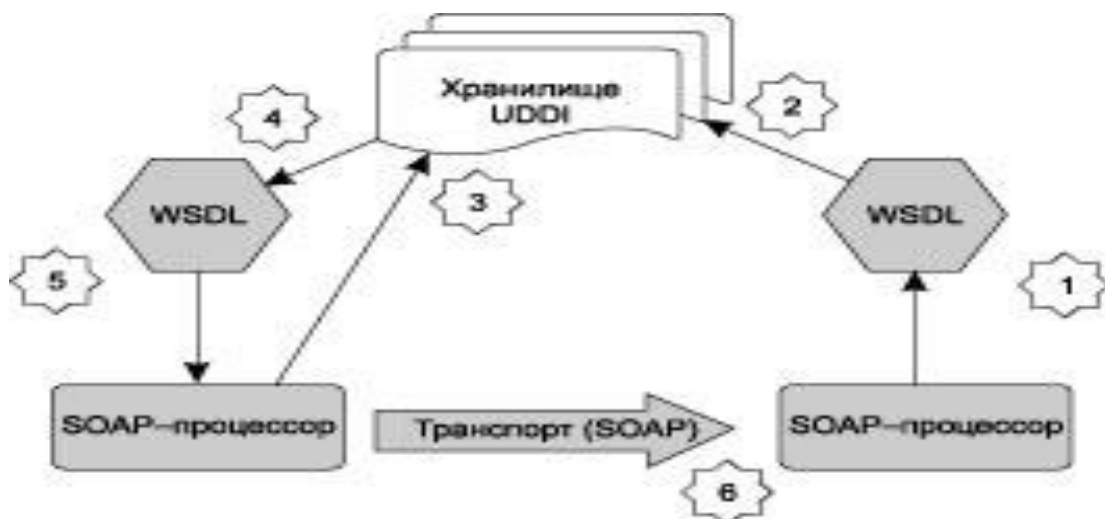 Хранилище
UDDI
4
2
3
WSDL
WSDL
5
1
SOAP-процессор
Транспорт (SOAP)
SOAP-процессор
6